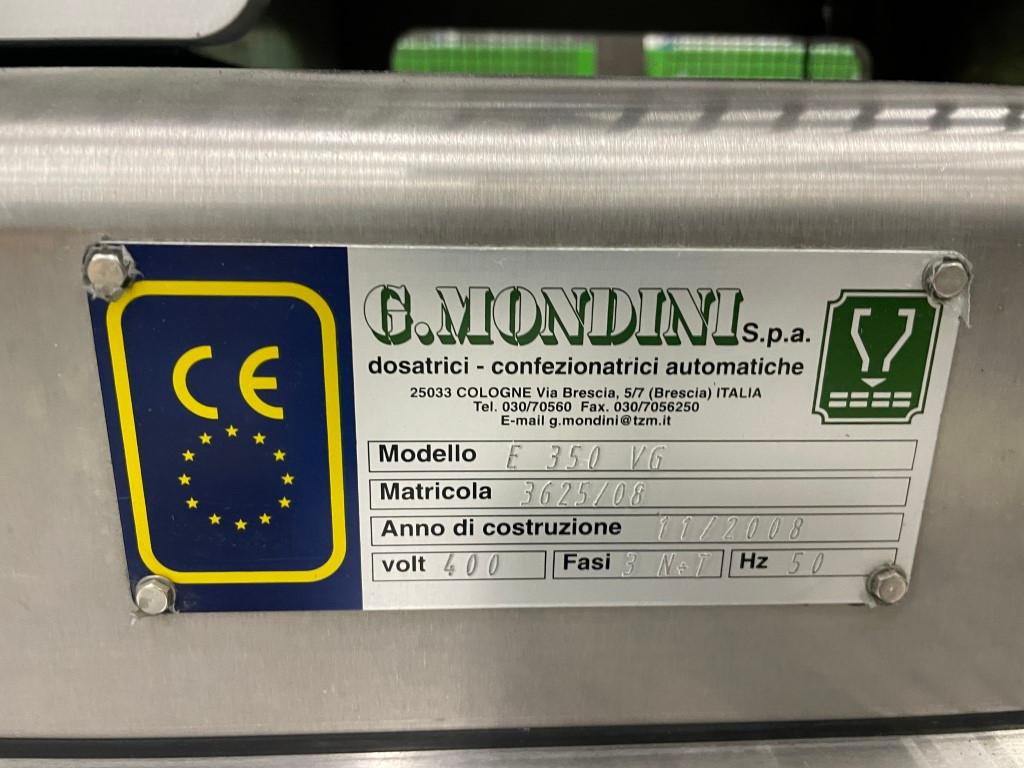 CE
G.MONDINI S.p.a.
dosatrici - confezionatrici automatiche
25033 COLOGNE Via Brescia, 5/7 (Brescia) ITALIA
Tel. 030/70560 Fax. 030/7056250
E-mail g.mondini@tzm.it
Modello E 350 VG
Matricola 3625/08
Anno di costruzione 11/2008
volt 400 Fasi 3 N+T Hz 50